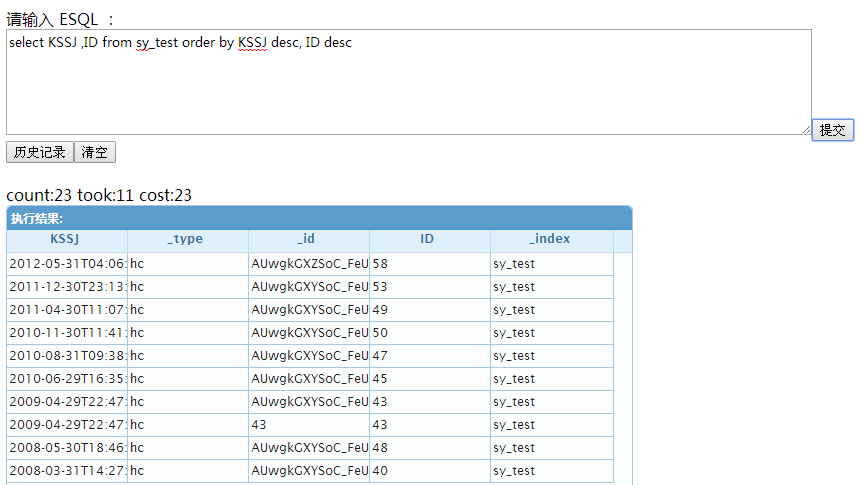 请输入 ESQL ：
select KSSJ ,ID from sy_test order by KSSJ desc, ID desc
提交
历史记录 清空
count:23 took:11 cost:23
执行结果:
KSSJ _type _id ID _index
2012-05-31T04:06: hc AUwgkGXZSoC_FeU 58 sy_test
2011-12-30T23:13: hc AUwgkGXYSoC_FeU 53 sy_test
2011-04-30T11:07: hc AUwgkGXYSoC_FeU 49 sy_test
2010-11-30T11:41: hc AUwgkGXYSoC_FeU 50 sy_test
2010-08-31T09:38: hc AUwgkGXYSoC_FeU 47 sy_test
2010-06-29T16:35: hc AUwgkGXYSoC_FeU 45 sy_test
2009-04-29T22:47: hc AUwgkGXYSoC_FeU 43 sy_test
2009-04-29T22:47: hc 43 43 sy_test
2008-05-30T18:46: hc AUwgkGXYSoC_FeU 48 sy_test
2008-03-31T14:27: hc AUwgkGXYSoC_FeU 40 sy_test